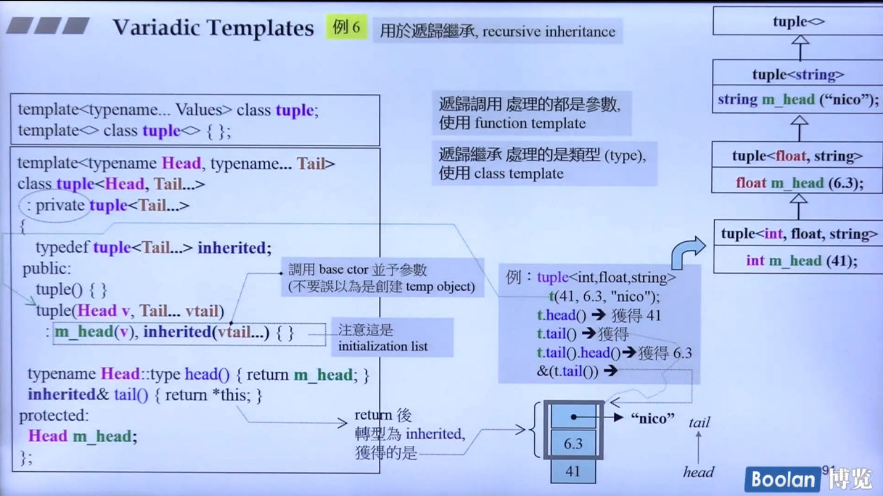 Variadic Templates
例 6
用於遞歸繼承, recursive inheritance
template<typename... Values> class tuple;
template<> class tuple<> { };
template<typename Head, typename... Tail>
class tuple<Head, Tail...>
: private tuple<Tail...>
{
typedef tuple<Tail...> inherited;
public:
tuple() { }
tuple(Head v, Tail... vtail)
: m_head(v), inherited(vtail...) { }
typename Head::type head() { return m_head; }
inherited& tail() { return *this; }
protected:
Head m_head;
};
遞歸調用 處理的都是參數,
使用 function template
遞歸繼承 處理的是類型 (type),
使用 class template
調用 base ctor 並予參數
(不要誤以為是創建 temp object)
注意這是
initialization list
return 後
轉型為 inherited,
獲得的是
例：tuple<int,float,string>
t(41, 6.3, "nico");
t.head() ➔ 獲得 41
t.tail() ➔獲得
t.tail().head()➔獲得 6.3
&(t.tail()) ➔
“nico”
6.3
41
tail
head
tuple<>
tuple<string>
string m_head (“nico”);
tuple<float, string>
float m_head (6.3);
tuple<int, float, string>
int m_head (41);
91
Boolan 博览